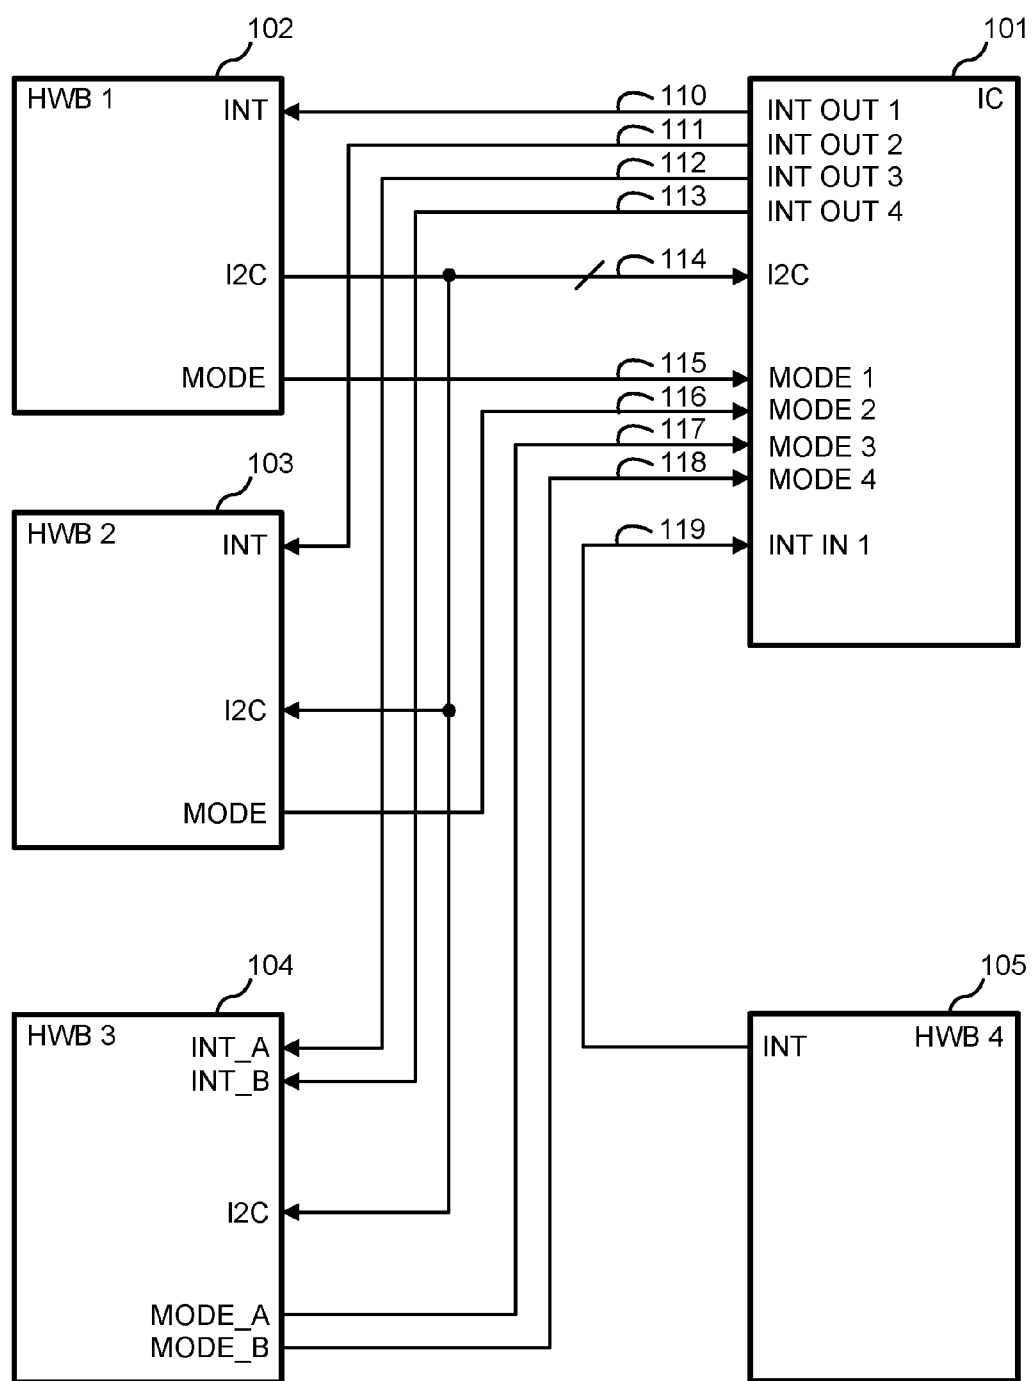 102
HWB 1
INT
I2C
MODE
101
IC
INT OUT 1
INT OUT 2
INT OUT 3
INT OUT 4
I2C
MODE 1
MODE 2
MODE 3
MODE 4
INT IN 1
110
111
112
113
114
115
116
117
118
119
103
HWB 2
INT
I2C
MODE
104
HWB 3
INT_A
INT_B
I2C
MODE_A
MODE_B
105
HWB 4
INT